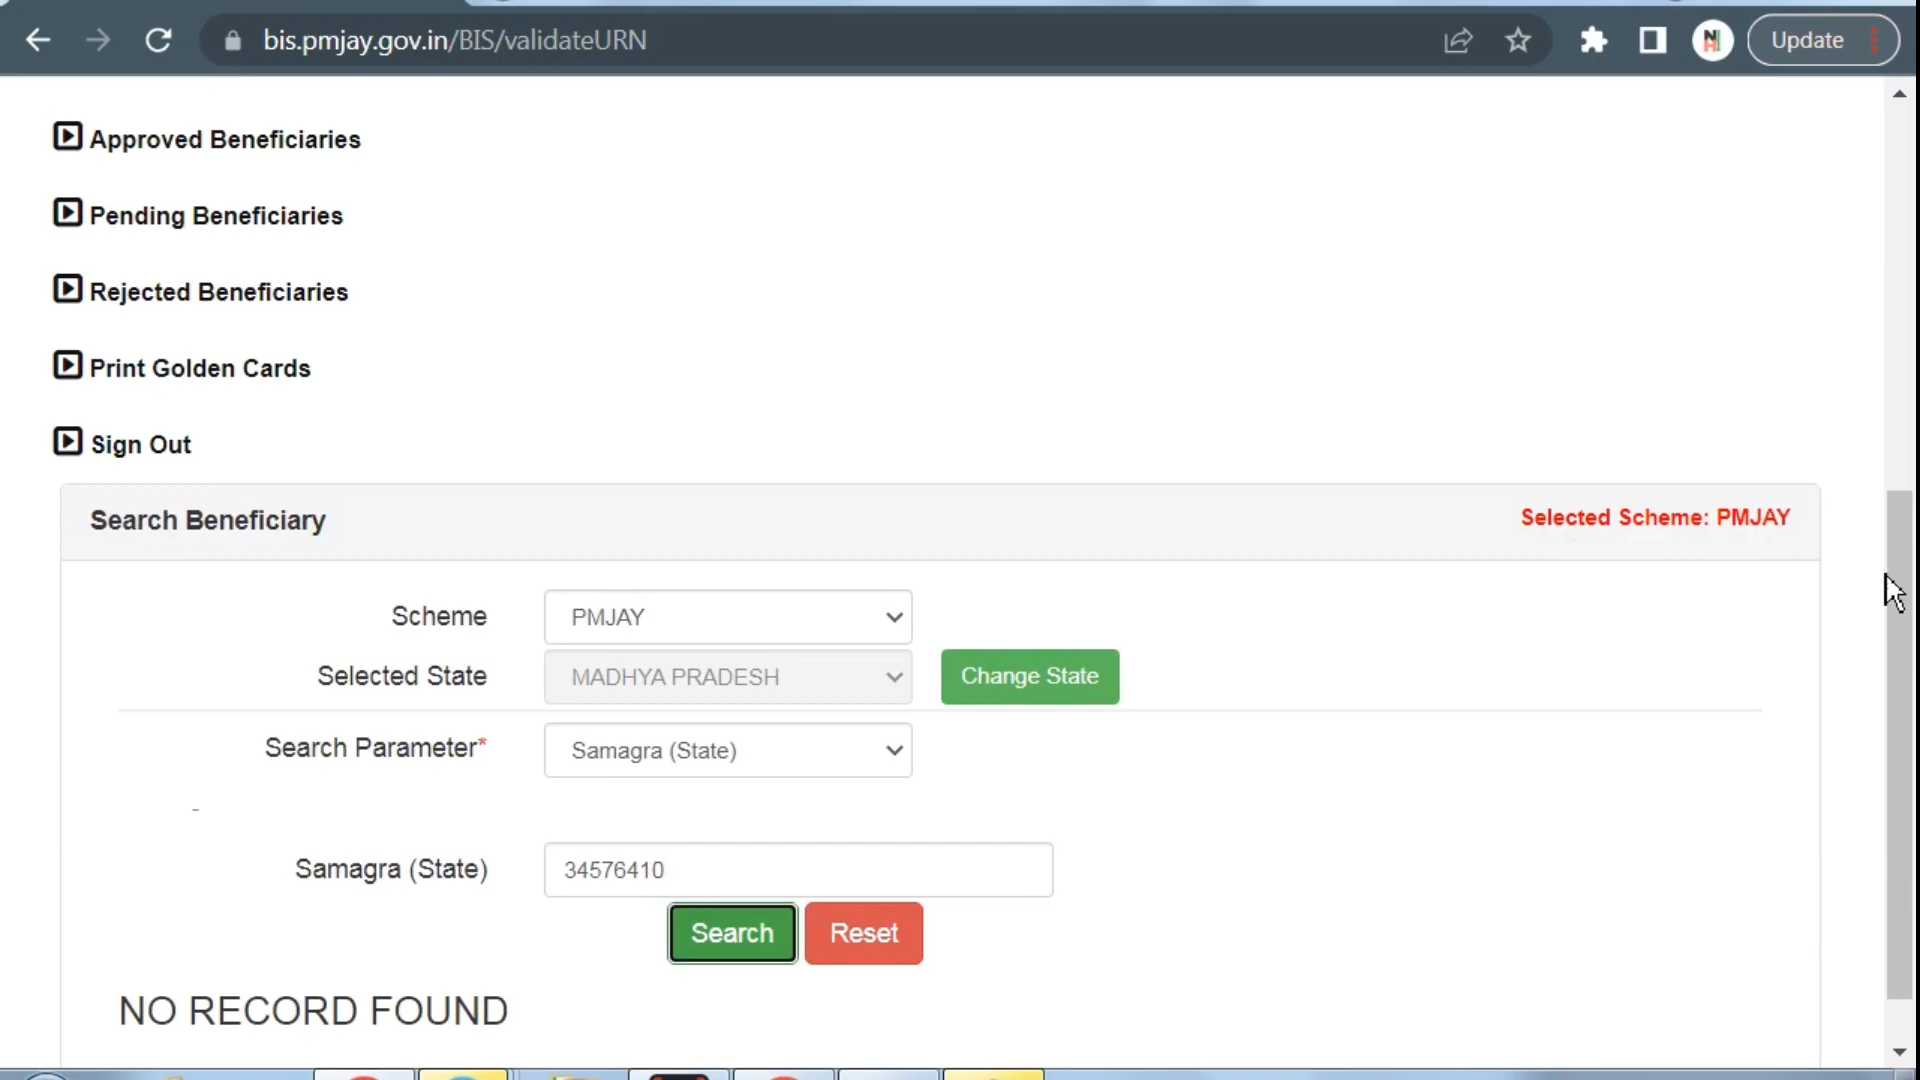 bis.pmjay.gov.in/BIS/validateURN
Update
Approved Beneficiaries
Pending Beneficiaries
Rejected Beneficiaries
Print Golden Cards
Sign Out
Search Beneficiary
Selected Scheme: PMJAY
Scheme
PMJAY
Selected State
MADHYA PRADESH
Change State
Search Parameter*
Samagra (State)
-
Samagra (State)
34576410
Search
Reset
NO RECORD FOUND